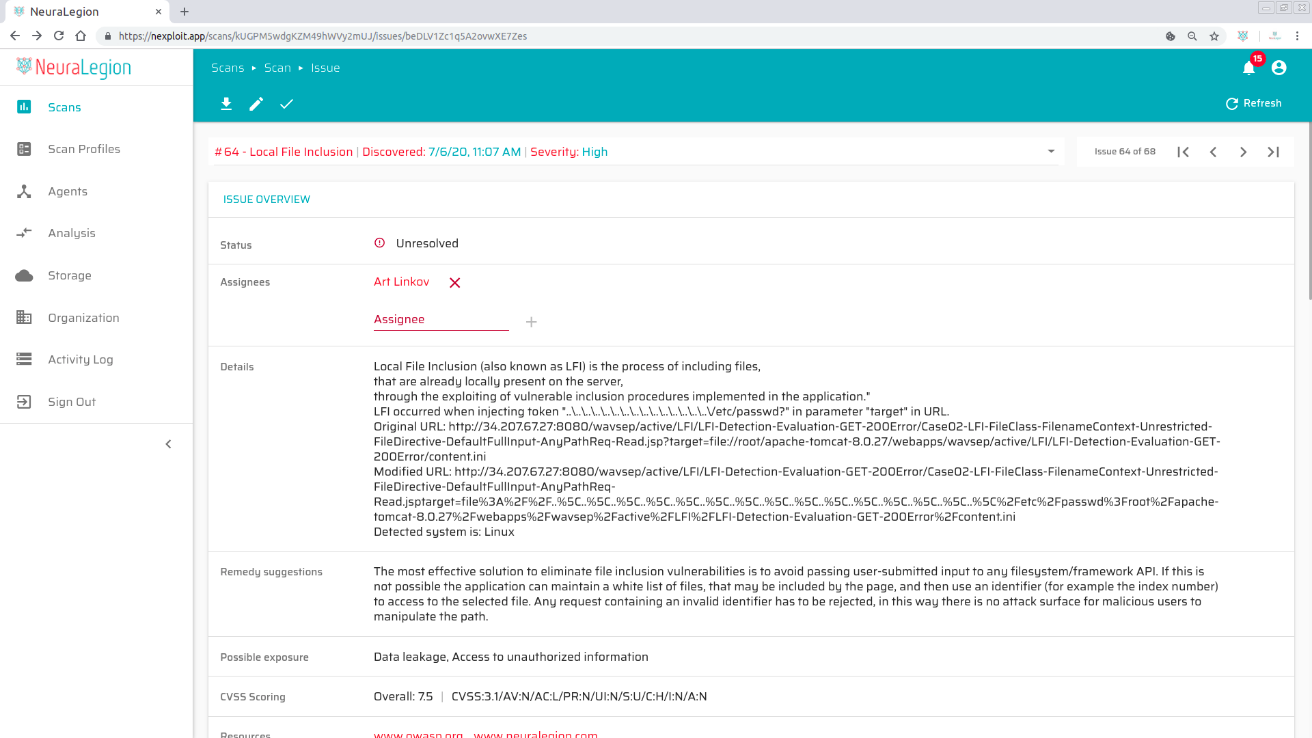 NeuraLegion
https://nexploit.app/scans/kUGPMSwdgKZM49hWVy2mUJ/issues/beDLV1Zc1q5A2ovwXE7Zes
NeuraLegion
Scans
Scan Profiles
Agents
Analysis
Storage
Organization
Activity Log
Sign Out
Scans ▸ Scan ▸ Issue
15
Refresh
#64 - Local File Inclusion | Discovered: 7/6/20, 11:07 AM | Severity: High
Issue 64 of 68
ISSUE OVERVIEW
Status Unresolved
Assignees Art Linkov
Assignee
Details
Local File Inclusion (also known as LFI) is the process of including files,
that are already locally present on the server,
through the exploiting of vulnerable inclusion procedures implemented in the application."
LFI occurred when injecting token "..\..\..\..\..\..\..\..\..\..\..\..\..\..\/etc/passwd?" in parameter "target" in URL.
Original URL: http://34.207.67.27:8080/wavsep/active/LFI/LFI-Detection-Evaluation-GET-200Error/Case02-LFI-FileClass-FilenameContext-Unrestricted-
FileDirective-DefaultFullInput-AnyPathReq-Read.jsp?target=file://root/apache-tomcat-8.0.27/webapps/wavsep/active/LFI/LFI-Detection-Evaluation-GET-
200Error/content.ini
Modified URL: http://34.207.67.27:8080/wavsep/active/LFI/LFI-Detection-Evaluation-GET-200Error/Case02-LFI-FileClass-FilenameContext-Unrestricted-
FileDirective-DefaultFullInput-AnyPathReq-
Read.jsptarget=file%3A%2F%2F..%5C..%5C..%5C..%5C..%5C..%5C..%5C..%5C..%5C..%5C..%5C..%5C..%5C..%5C%2Fetc%2Fpasswd%3Froot%2Fapache-
tomcat-8.0.27%2Fwebapps%2Fwavsep%2Factive%2FLFI%2FLFI-Detection-Evaluation-GET-200Error%2Fcontent.ini
Detected system is: Linux
Remedy suggestions
The most effective solution to eliminate file inclusion vulnerabilities is to avoid passing user-submitted input to any filesystem/framework API. If this is
not possible the application can maintain a white list of files, that may be included by the page, and then use an identifier (for example the index number)
to access to the selected file. Any request containing an invalid identifier has to be rejected, in this way there is no attack surface for malicious users to
manipulate the path.
Possible exposure Data leakage, Access to unauthorized information
CVSS Scoring Overall: 7.5 | CVSS:3.1/AV:N/AC:L/PR:N/UI:N/S:U/C:H/I:N/A:N
Resources www.owasp.org, www.neuralegion.com